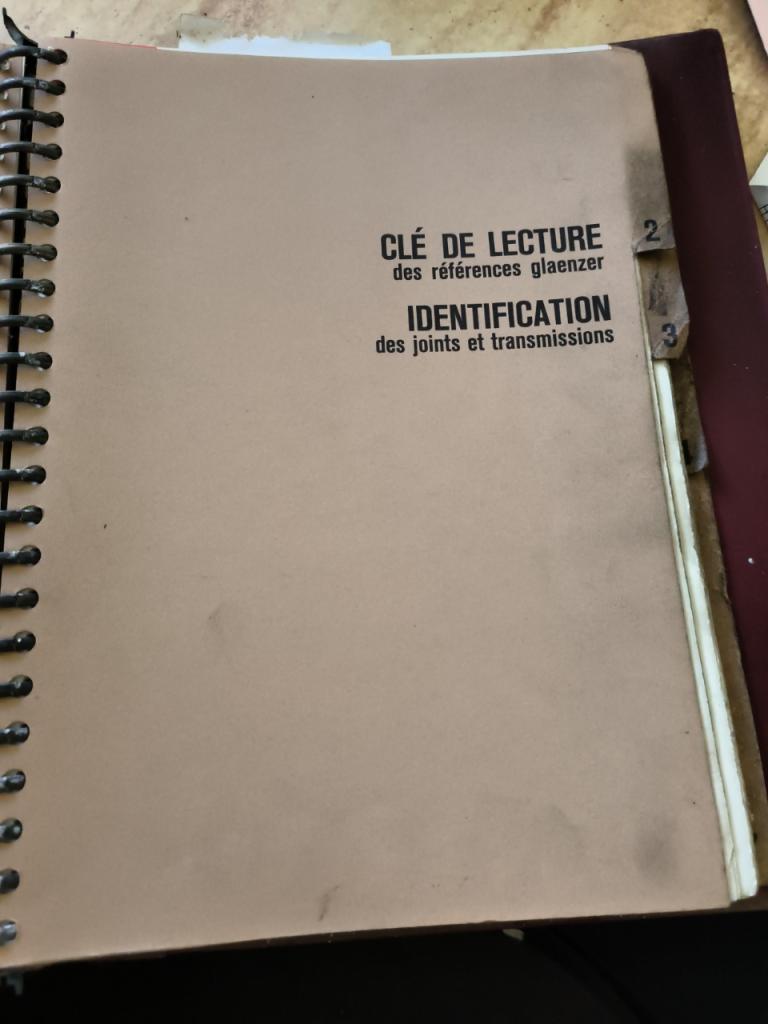 CLÉ DE LECTURE
des références glaenzer
IDENTIFICATION
des joints et transmissions
2
3